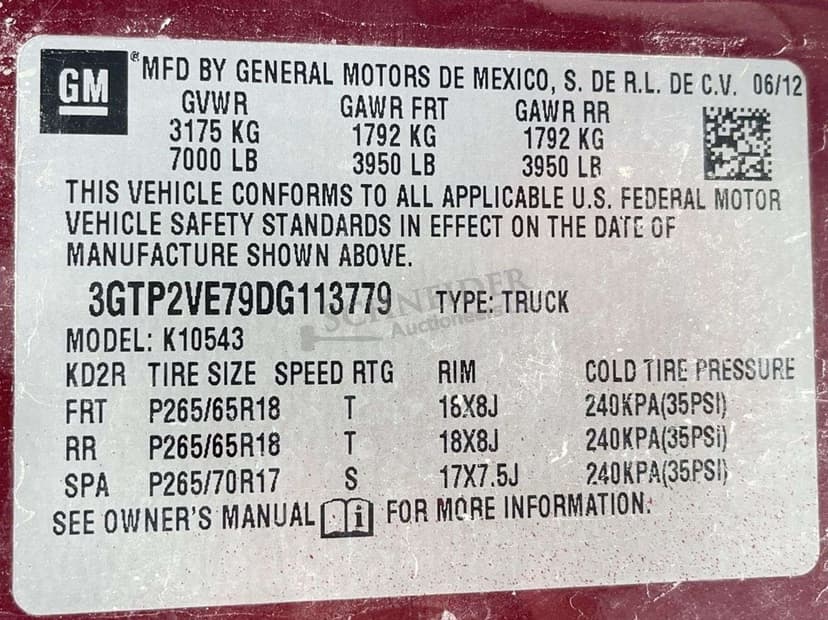 GM ® MFD BY GENERAL MOTORS DE MEXICO, S. DE R.L. DE C.V. 06/12
GVWR GAWR FRT GAWR RR
3175 KG 1792 KG 1792 KG
7000 LB 3950 LB 3950 LB
THIS VEHICLE CONFORMS TO ALL APPLICABLE U.S. FEDERAL MOTOR
VEHICLE SAFETY STANDARDS IN EFFECT ON THE DATE OF
MANUFACTURE SHOWN ABOVE.
3GTP2VE79DG113779 TYPE: TRUCK
SCHNEIDER
Auctioneers
MODEL: K10543
KD2R TIRE SIZE SPEED RTG RIM COLD TIRE PRESSURE
FRT P265/65R18 T 18X8J 240KPA(35PSI)
RR P265/65R18 T 18X8J 240KPA(35PSI)
SPA P265/70R17 S 17X7.5J 240KPA(35PSI)
SEE OWNER'S MANUAL i FOR MORE INFORMATION.